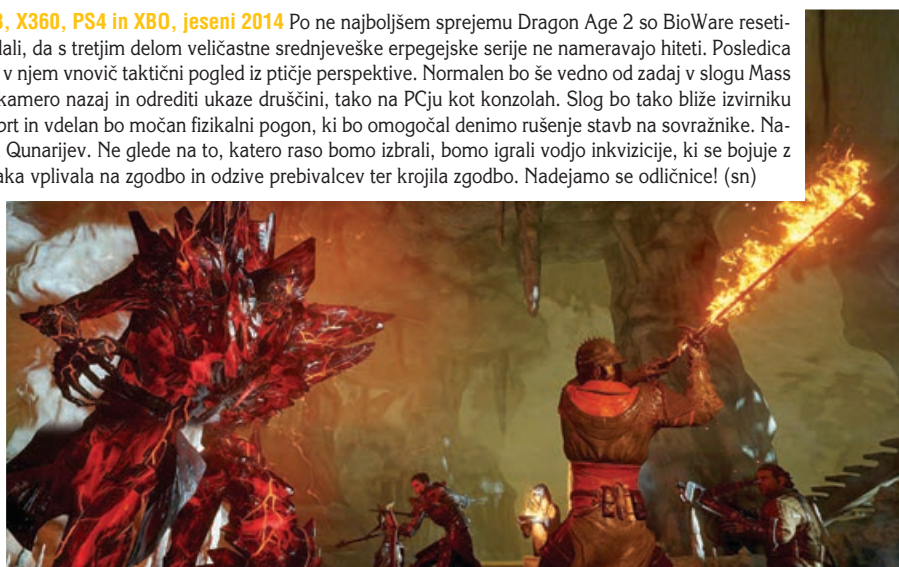 X360, PS4 in XBO, jeseni 2014 Po ne najboljšem sprejemu Dragon Age 2 so BioWare reseti-
da s tretjim delom veličastne srednjeveške erpegejske serije ne nameravajo hiteti. Posledica
v njem vnovič taktični pogled iz ptičje perspektive. Normalen bo še vedno od zadaj v slogu Mass
kamero nazaj in odrediti ukaze druščini, tako na PCju kot konzolah. Slog bo tako bliže izvirniku
in vdelan bo močan fizikalni pogon, ki bo omogočal denimo rušenje stavb na sovražnike. Na-
Qunarijev. Ne glede na to, katero raso bomo izbrali, bomo igrali vodjo inkvizicije, ki se bojuje z
vplivala na zgodbo in odzive prebivalcev ter krojila zgodbo. Nadejamo se odličnice! (sn)